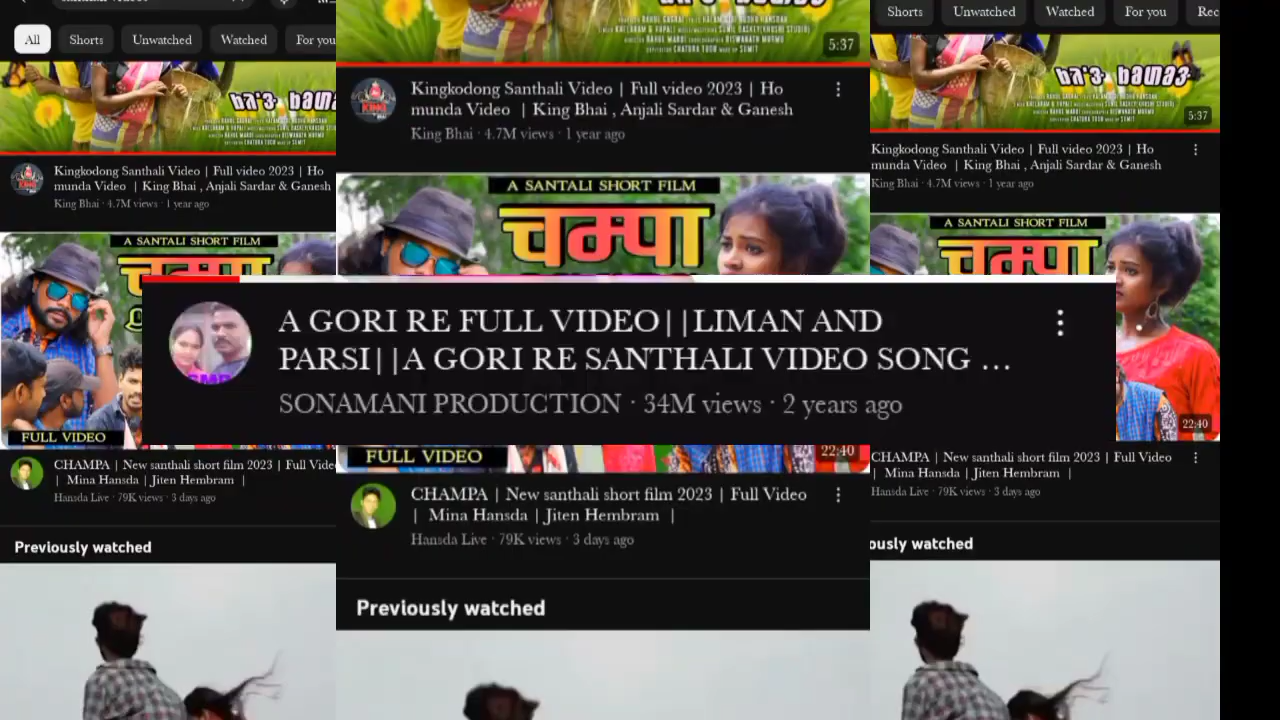 All
Shorts
Unwatched
Watched
For you
5:37
Kingkodong Santhali Video | Full video 2023 | Ho
munda Video | King Bhai , Anjali Sardar & Ganesh
King Bhai · 4.7M views · 1 year ago
A SANTALI SHORT FILM
चम्पा
FULL VIDEO
CHAMPA | New santhali short film 2023 | Full Vide
| Mina Hansda | Jiten Hembram |
Hansda Live · 79K views · 3 days ago
Previously watched
Kingkodong Santhali Video | Full video 2023 | Ho
munda Video | King Bhai , Anjali Sardar & Ganesh
King Bhai · 4.7M views · 1 year ago
A SANTALI SHORT FILM
चम्पा
A GORI RE FULL VIDEO||LIMAN AND
PARSI||A GORI RE SANTHALI VIDEO SONG ...
SONAMANI PRODUCTION · 34M views · 2 years ago
FULL VIDEO
22:40
CHAMPA | New santhali short film 2023 | Full Video
| Mina Hansda | Jiten Hembram |
Hansda Live · 79K views · 3 days ago
Previously watched
Shorts
Unwatched
Watched
For you
Rec
5:37
Kingkodong Santhali Video | Full video 2023 | Ho
munda Video | King Bhai , Anjali Sardar & Ganesh
King Bhai · 4.7M views · 1 year ago
A SANTALI SHORT FILM
चम्पा
22:40
CHAMPA | New santhali short film 2023 | Full Video
| Mina Hansda | Jiten Hembram |
Hansda Live · 79K views · 3 days ago
ously watched